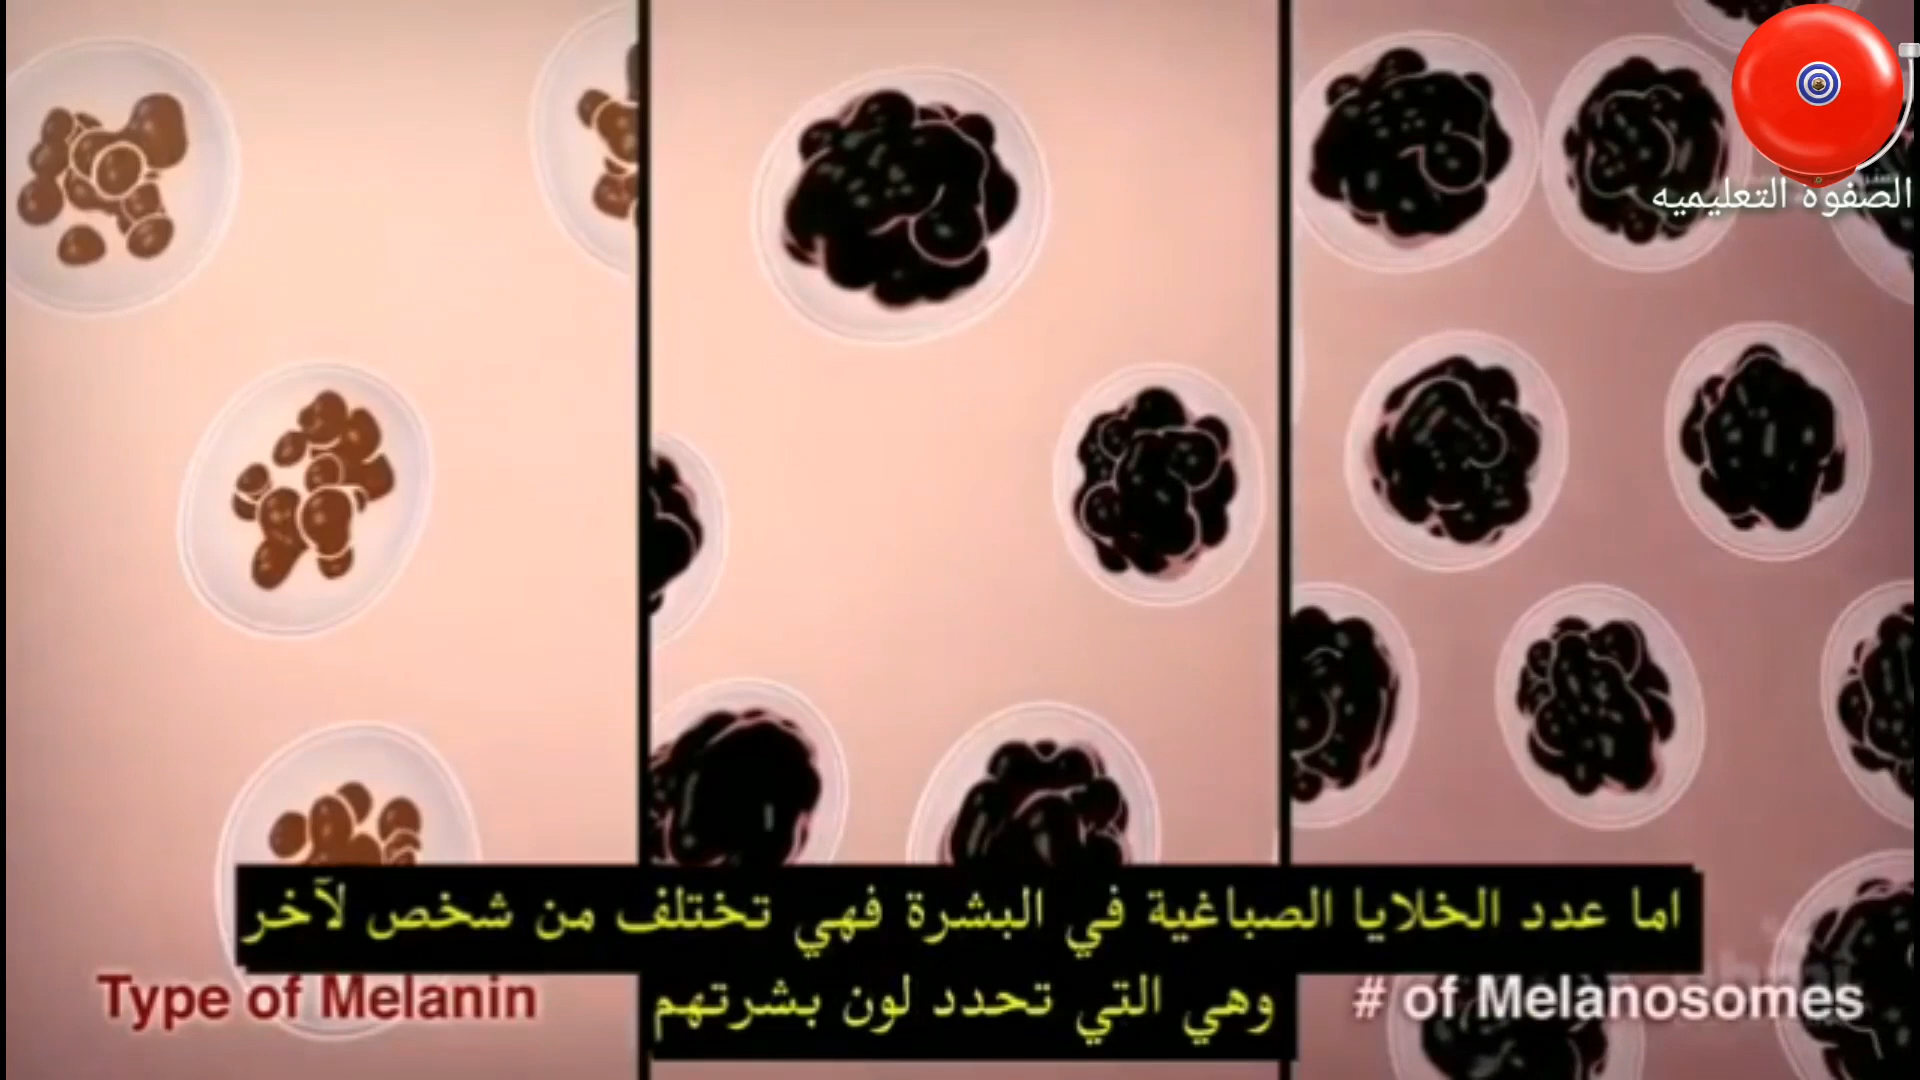 الصفوة التعليميه
اما عدد الخلايا الصباغية في البشرة فهي تختلف من شخص لآخر
وهي التي تحدد لون بشرتهم
Type of Melanin
# of Melanosomes